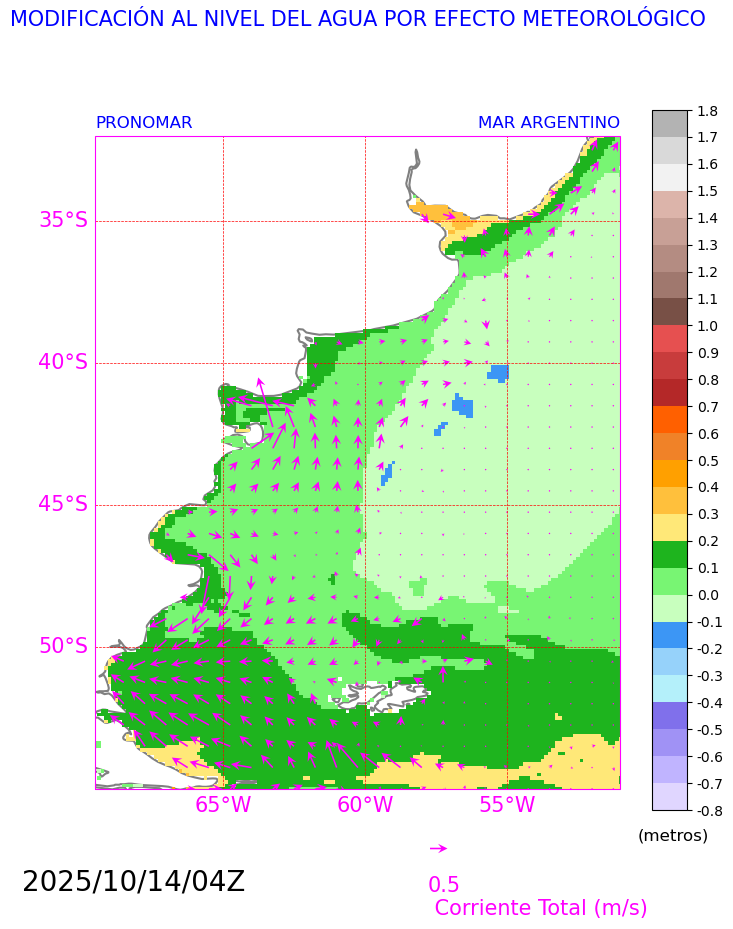 MODIFICACIÓN AL NIVEL DEL AGUA POR EFECTO METEOROLÓGICO
PRONOMAR MAR ARGENTINO
35°S
40°S
45°S
50°S
65°W 60°W 55°W
1.8
1.7
1.6
1.5
1.4
1.3
1.2
1.1
1.0
0.9
0.8
0.7
0.6
0.5
0.4
0.3
0.2
0.1
0.0
-0.1
-0.2
-0.3
-0.4
-0.5
-0.6
-0.7
-0.8
(metros)
2025/10/14/04Z
0.5
Corriente Total (m/s)